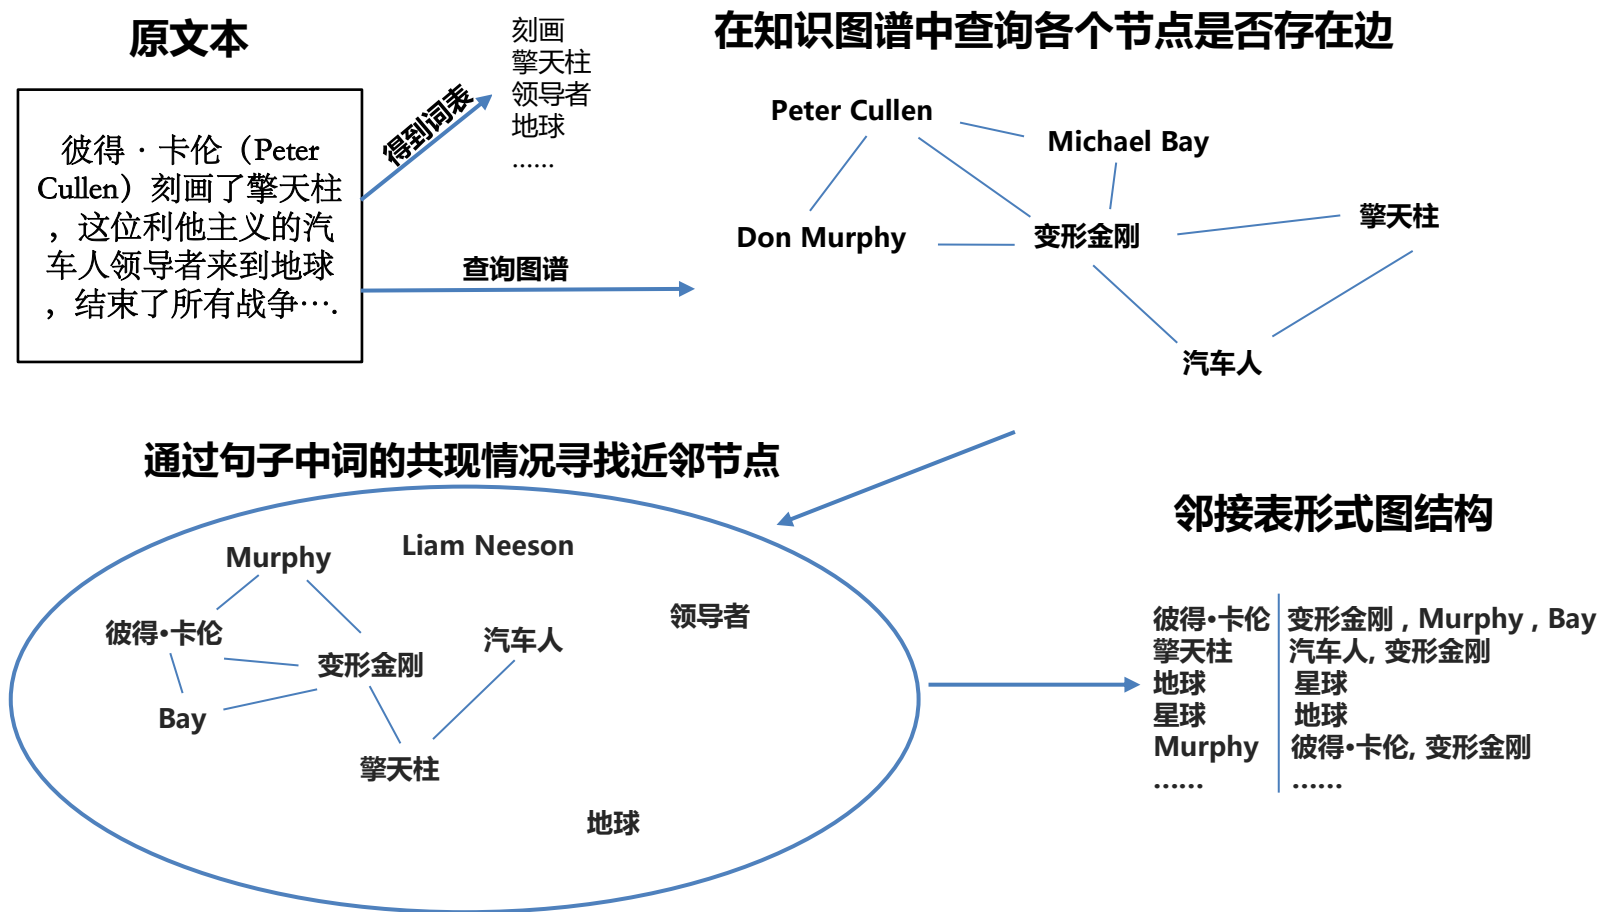 原文本
彼得·卡伦（Peter
Cullen）刻画了擎天柱
，这位利他主义的汽
车人领导者来到地球
，结束了所有战争….
得到词表
刻画
擎天柱
领导者
地球
……
查询图谱
在知识图谱中查询各个节点是否存在边
Peter Cullen
Michael Bay
擎天柱
Don Murphy
变形金刚
汽车人
通过句子中词的共现情况寻找近邻节点
Murphy
Liam Neeson
领导者
彼得•卡伦
汽车人
变形金刚
Bay
擎天柱
地球
邻接表形式图结构
彼得•卡伦 变形金刚 , Murphy , Bay
擎天柱 汽车人, 变形金刚
地球 星球
星球 地球
Murphy 彼得•卡伦, 变形金刚
…… ……